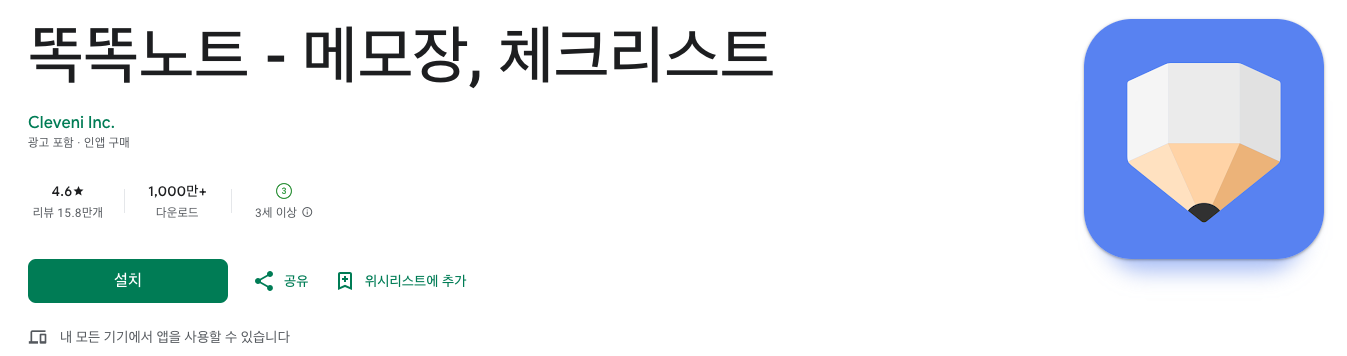 똑똑노트 - 메모장, 체크리스트
Cleveni Inc.
광고 포함 · 인앱 구매
4.6★ 1,000만+ 3
리뷰 15.8만개 다운로드 3세 이상
설치 공유 위시리스트에 추가
내 모든 기기에서 앱을 사용할 수 있습니다